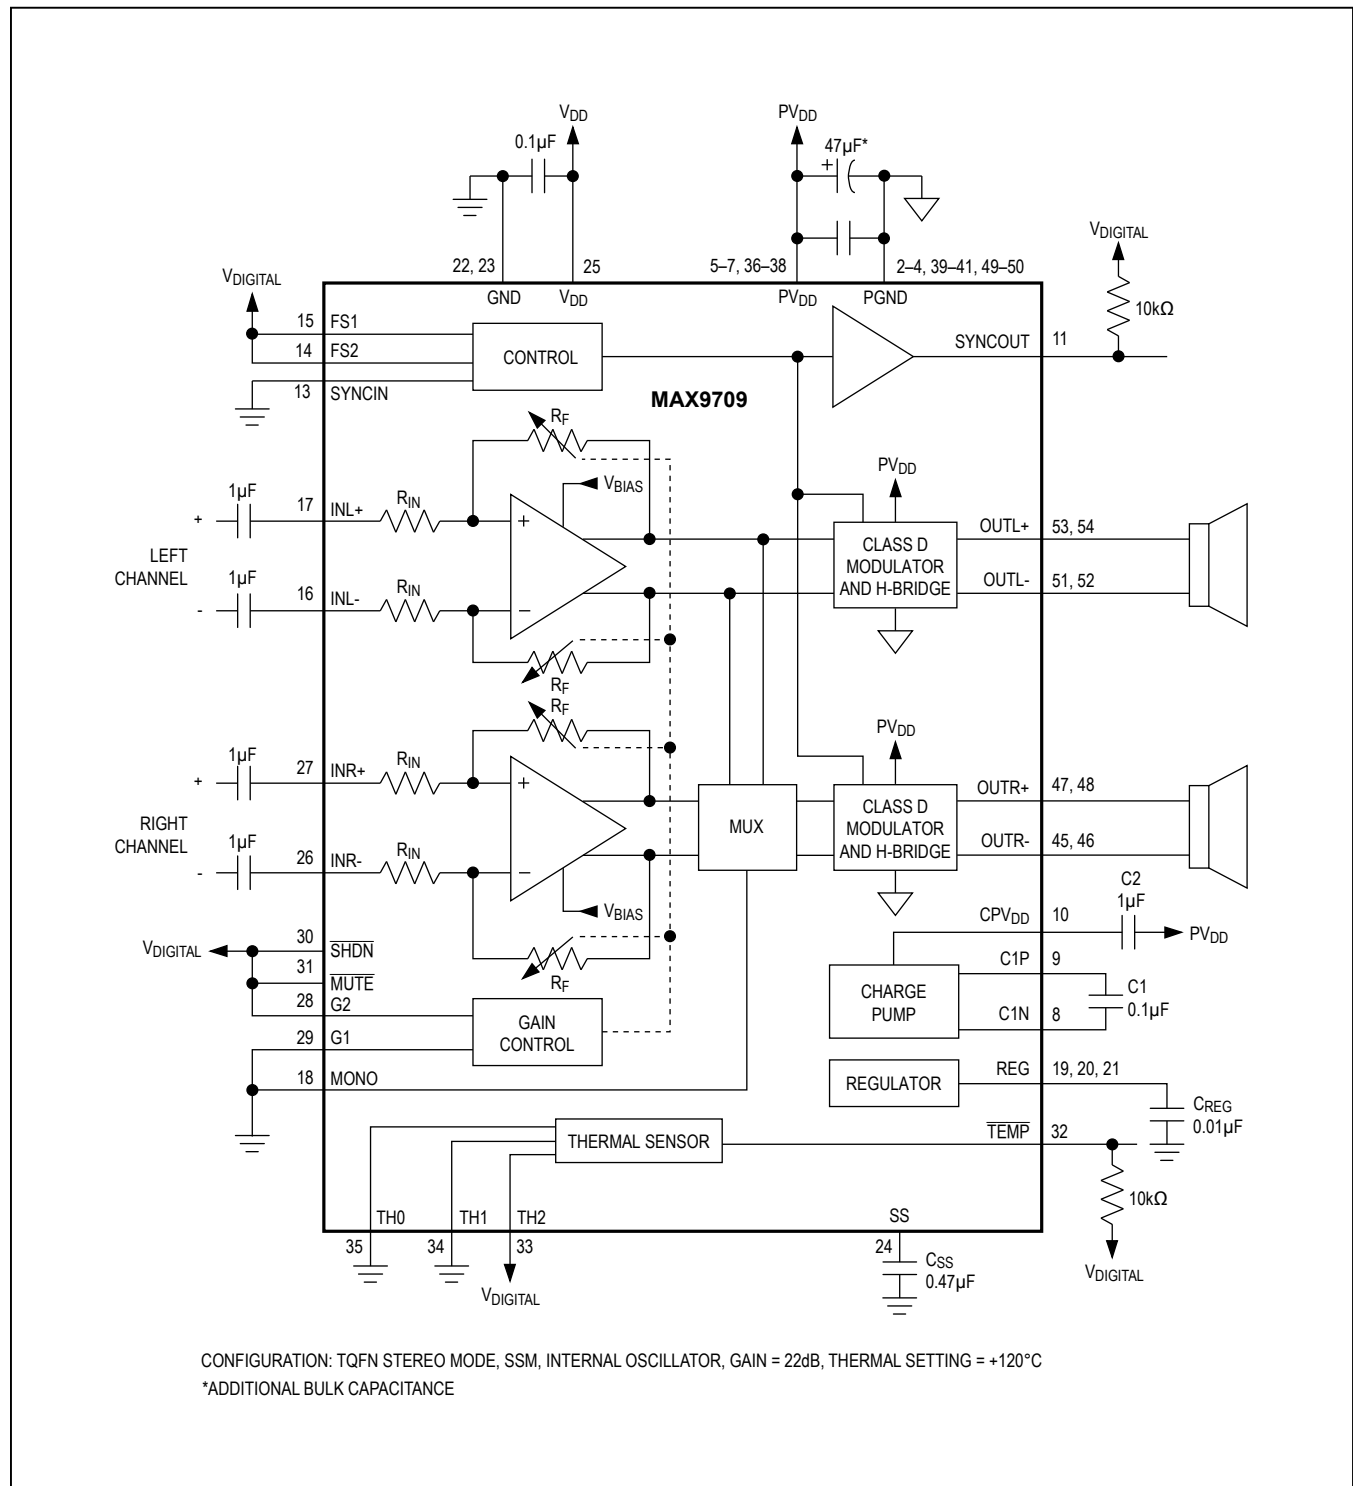 VDD
PVDD
0.1µF
47µF*
+
VDIGITAL
22, 23
25
5–7, 36–38
2–4, 39–41, 49–50
VDIGITAL
GND
VDD
PVDD
PGND
10kΩ
15 FS1
14 FS2
13 SYNCIN
CONTROL
SYNCOUT 11
MAX9709
RF
PVDD
VBIAS
1µF
+
17 INL+
RIN
+
LEFT
CHANNEL
CLASS D
MODULATOR
AND H-BRIDGE
OUTL+ 53, 54
OUTL- 51, 52
1µF
-
16 INL-
RIN
–
RF
RF
PVDD
1µF
+
27 INR+
RIN
+
RIGHT
CHANNEL
MUX
CLASS D
MODULATOR
AND H-BRIDGE
OUTR+ 47, 48
OUTR- 45, 46
1µF
-
26 INR-
RIN
–
VBIAS
RF
C2
1µF
CPVDD 10
PVDD
VDIGITAL
30 SHDN
31 MUTE
28 G2
29 G1
18 MONO
GAIN
CONTROL
CHARGE
PUMP
C1P 9
C1N 8
C1
0.1µF
REGULATOR
REG 19, 20, 21
CREG
0.01µF
THERMAL SENSOR
TEMP 32
10kΩ
VDIGITAL
TH0
TH1
TH2
SS
35
34
33
24
VDIGITAL
CSS
0.47µF
CONFIGURATION: TQFN STEREO MODE, SSM, INTERNAL OSCILLATOR, GAIN = 22dB, THERMAL SETTING = +120°C
*ADDITIONAL BULK CAPACITANCE